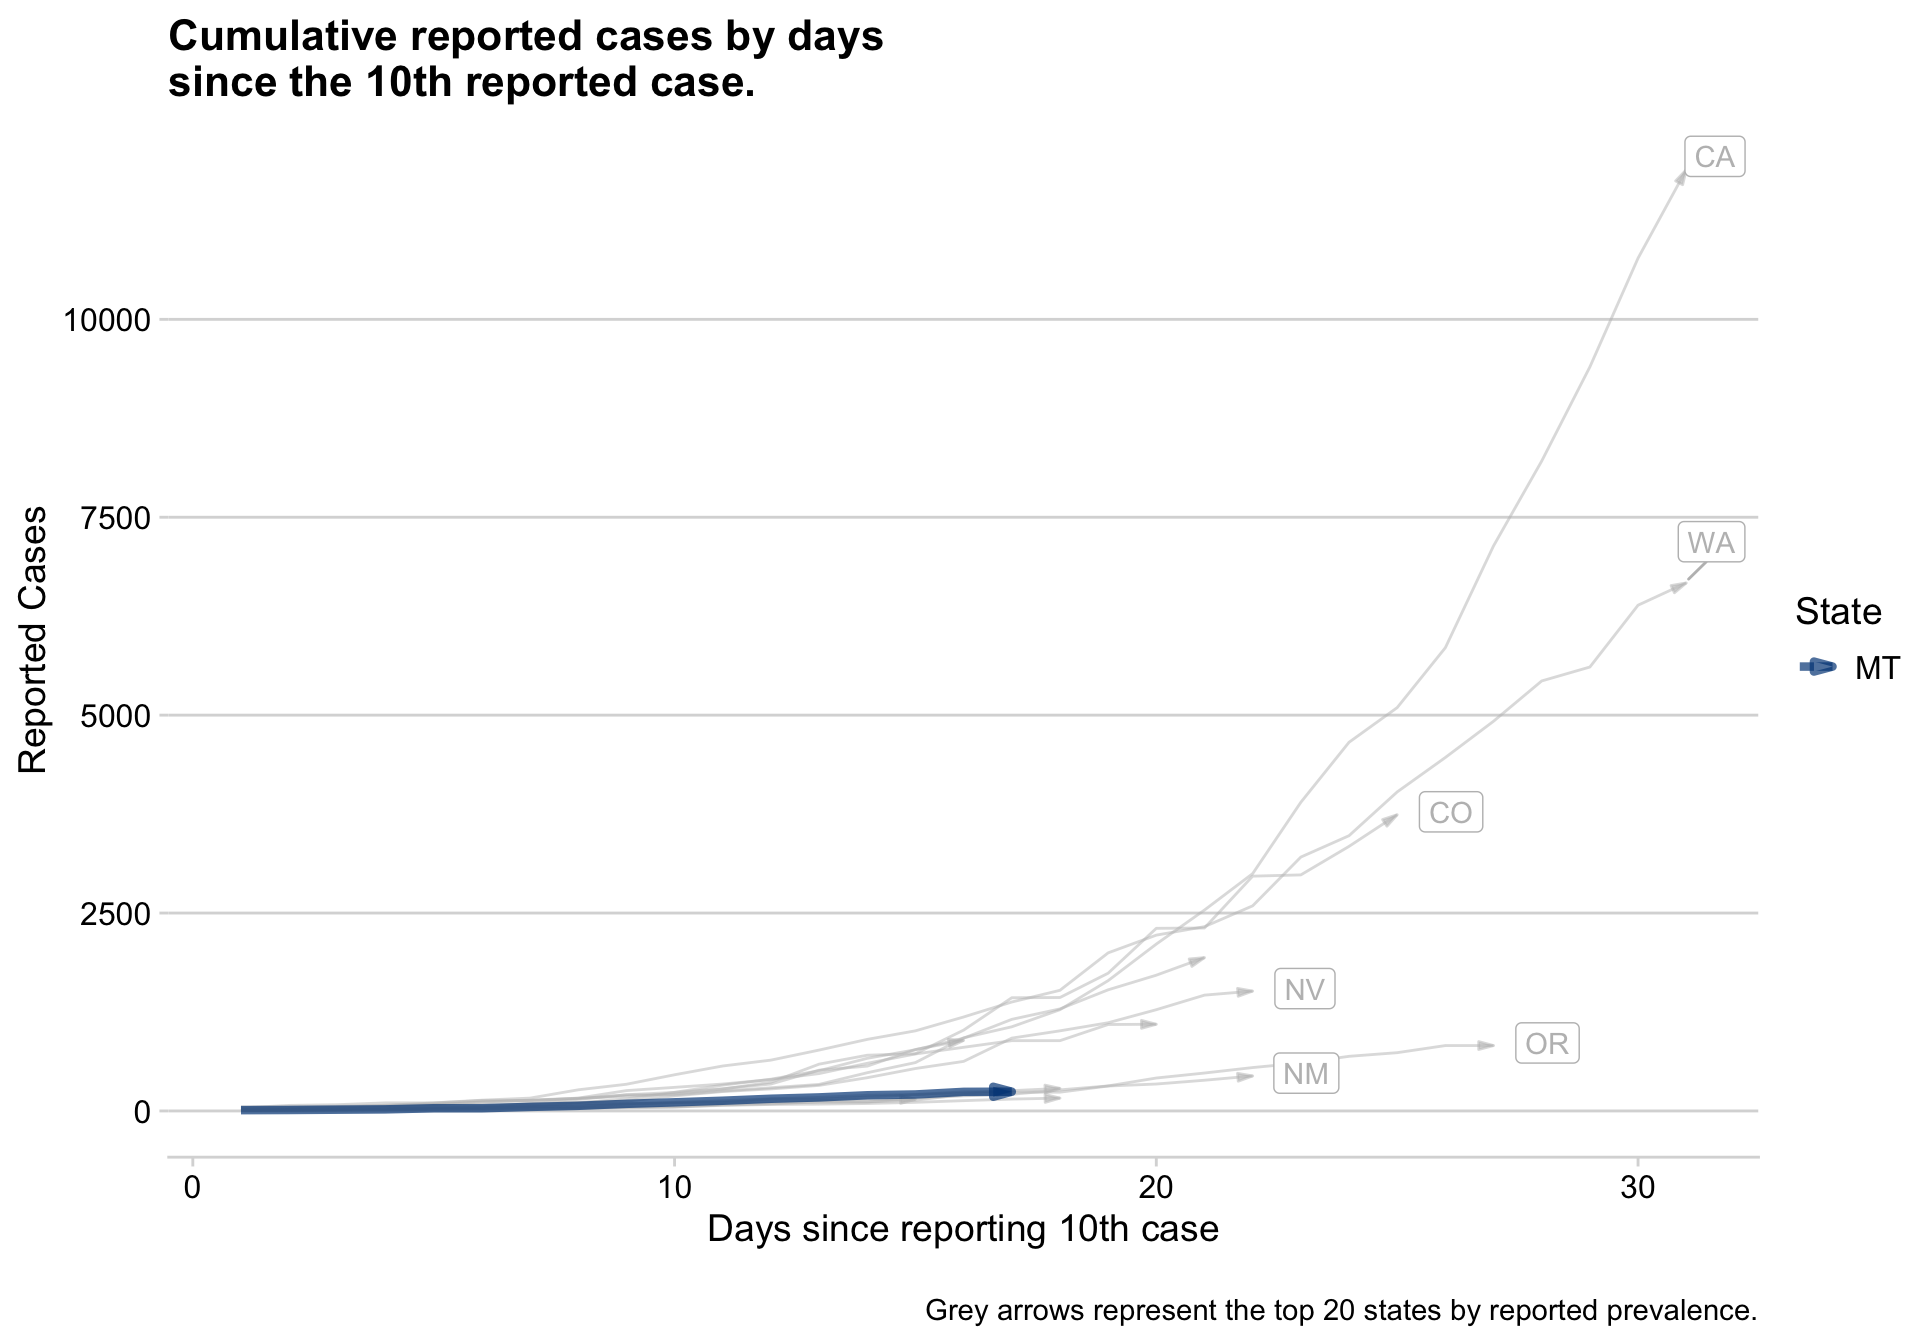 Cumulative reported cases by days
since the 10th reported case.
CA
10000
7500
WA
Reported Cases
State
MT
5000
CO
2500
NV
OR
NM
0
0 10 20 30
Days since reporting 10th case
Grey arrows represent the top 20 states by reported prevalence.